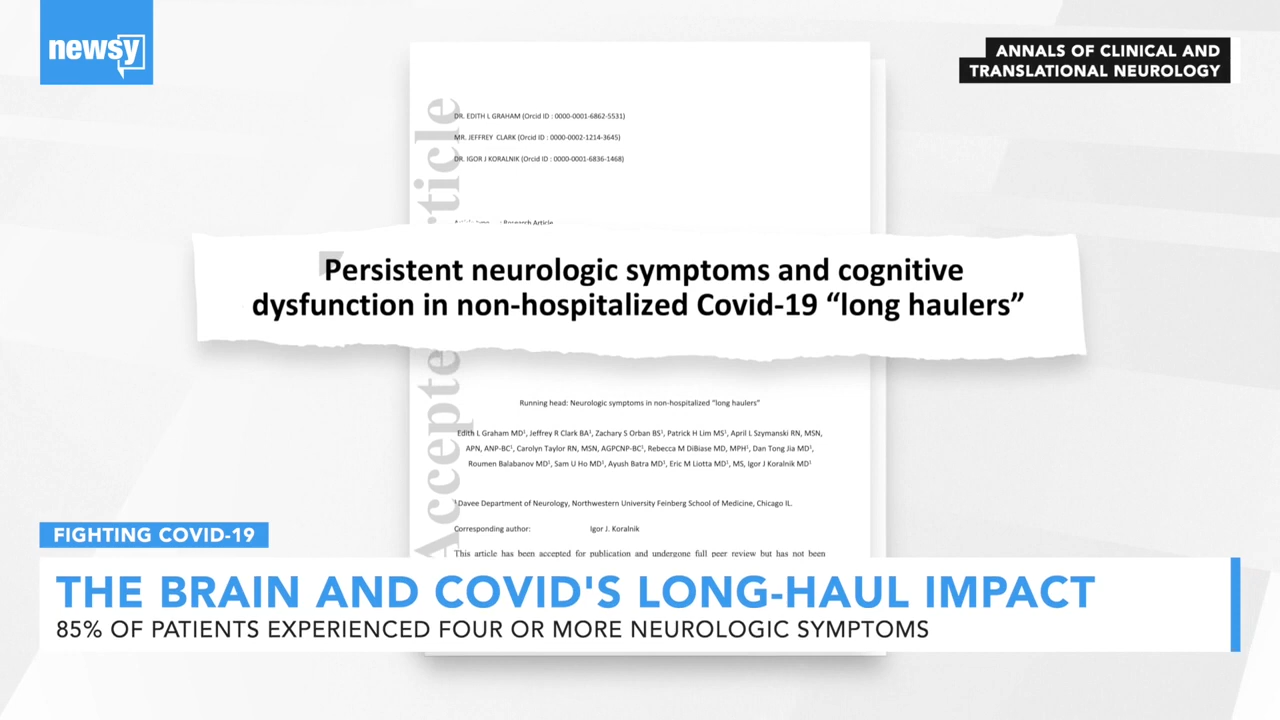 newsy
ANNALS OF CLINICAL AND
TRANSLATIONAL NEUROLOGY
DR. EDITH L GRAHAM (Orcid ID : 0000-0001-6862-5531)
MR. JEFFREY CLARK (Orcid ID : 0000-0002-1214-3645)
DR. IGOR J KORALNIK (Orcid ID : 0000-0001-6836-1468)
: Research Article
Persistent neurologic symptoms and cognitive
dysfunction in non-hospitalized Covid-19 “long haulers”
Running head: Neurologic symptoms in non-hospitalized “long haulers”
Edith L Graham MD¹, Jeffrey R Clark BA¹, Zachary S Orban BS¹, Patrick H Lim MS¹, April L Szymanski RN, MSN,
APN, ANP-BC¹, Carolyn Taylor RN, MSN, AGPCNP-BC¹, Rebecca M DiBiase MD, MPH¹, Dan Tong Jia MD¹,
Roumen Balabanov MD¹, Sam U Ho MD¹, Ayush Batra MD¹, Eric M Liotta MD¹, MS, Igor J Koralnik MD¹
¹ Davee Department of Neurology, Northwestern University Feinberg School of Medicine, Chicago IL.
Corresponding author: Igor J. Koralnik
This article has been accepted for publication and undergone full peer review but has not been
FIGHTING COVID-19
THE BRAIN AND COVID'S LONG-HAUL IMPACT
85% OF PATIENTS EXPERIENCED FOUR OR MORE NEUROLOGIC SYMPTOMS